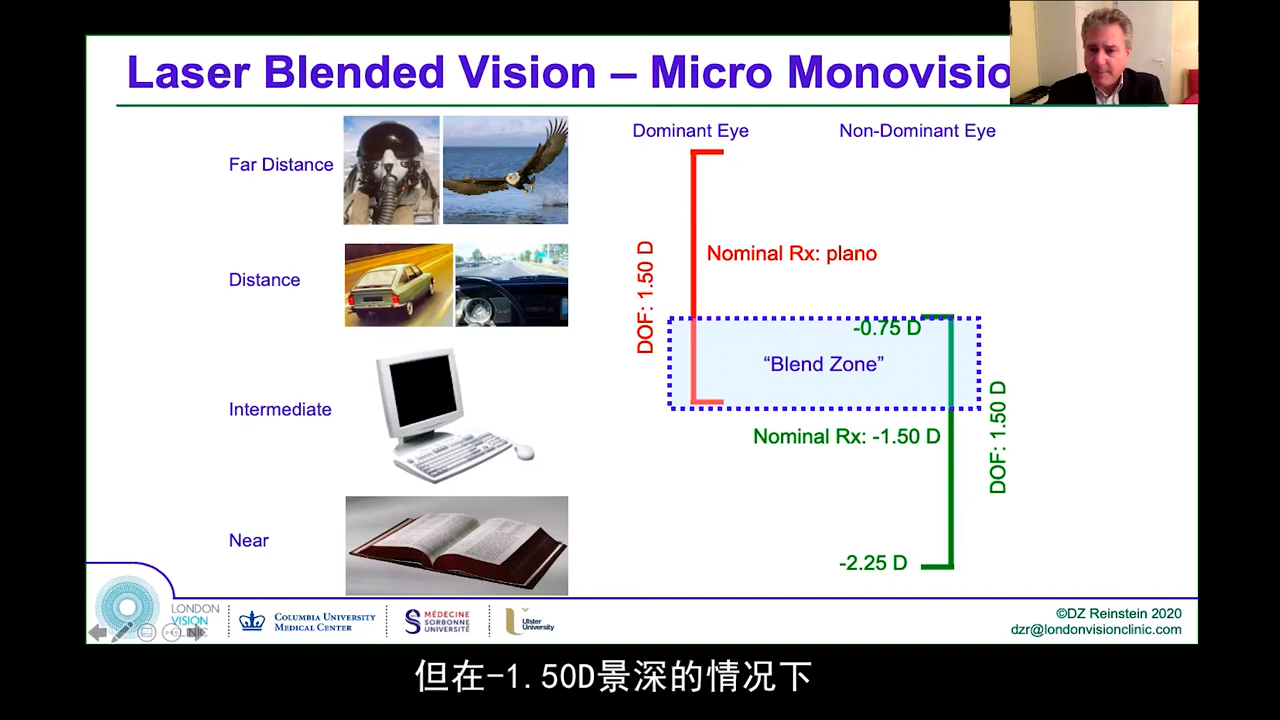 Laser Blended Vision – Micro Monovisio
Dominant Eye
Non-Dominant Eye
Far Distance
Distance
Intermediate
Near
DOF: 1.50 D
Nominal Rx: plano
-0.75 D
“Blend Zone”
Nominal Rx: -1.50 D
DOF: 1.50 D
-2.25 D
LONDON
VISION
CLINIC
COLUMBIA UNIVERSITY
MEDICAL CENTER
MÉDECINE
SORBONNE
UNIVERSITÉ
Ulster
University
©DZ Reinstein 2020
dzr@londonvisionclinic.com
但在-1.50D景深的情况下